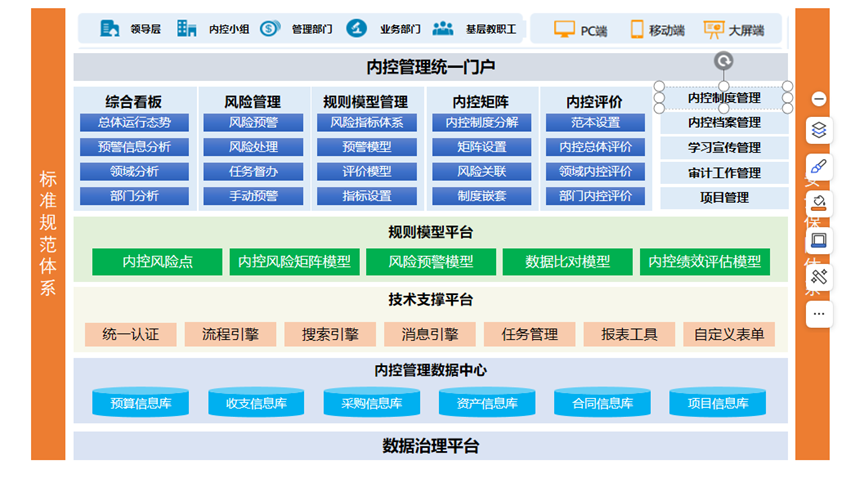 领导层 内控小组 管理部门 业务部门 基层教职工 PC端 移动端 大屏端
内控管理统一门户
综合看板 风险管理 规则模型管理 内控矩阵 内控评价 内控制度管理
总体运行态势 风险预警 风险指标体系 内控制度分解 范本设置 内控档案管理
预警信息分析 风险处理 预警模型 矩阵设置 内控总体评价 学习宣传管理
领域分析 任务督办 评价模型 风险关联 领域内控评价 审计工作管理
部门分析 手动预警 指标设置 制度嵌套 部门内控评价 项目管理
标准规范体系
规则模型平台
内控风险点 内控风险矩阵模型 风险预警模型 数据比对模型 内控绩效评估模型
技术支撑平台
统一认证 流程引擎 搜索引擎 消息引擎 任务管理 报表工具 自定义表单
内控管理数据中心
预算信息库 收支信息库 采购信息库 资产信息库 合同信息库 项目信息库
数据治理平台